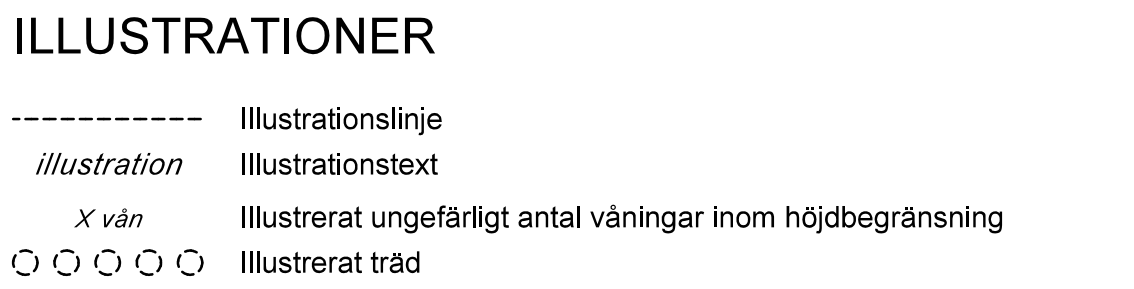 ILLUSTRATIONER
Illustrationslinje
illustration Illustrationstext
X vån Illustrerat ungefärligt antal våningar inom höjdbegränsning
Illustrerat träd